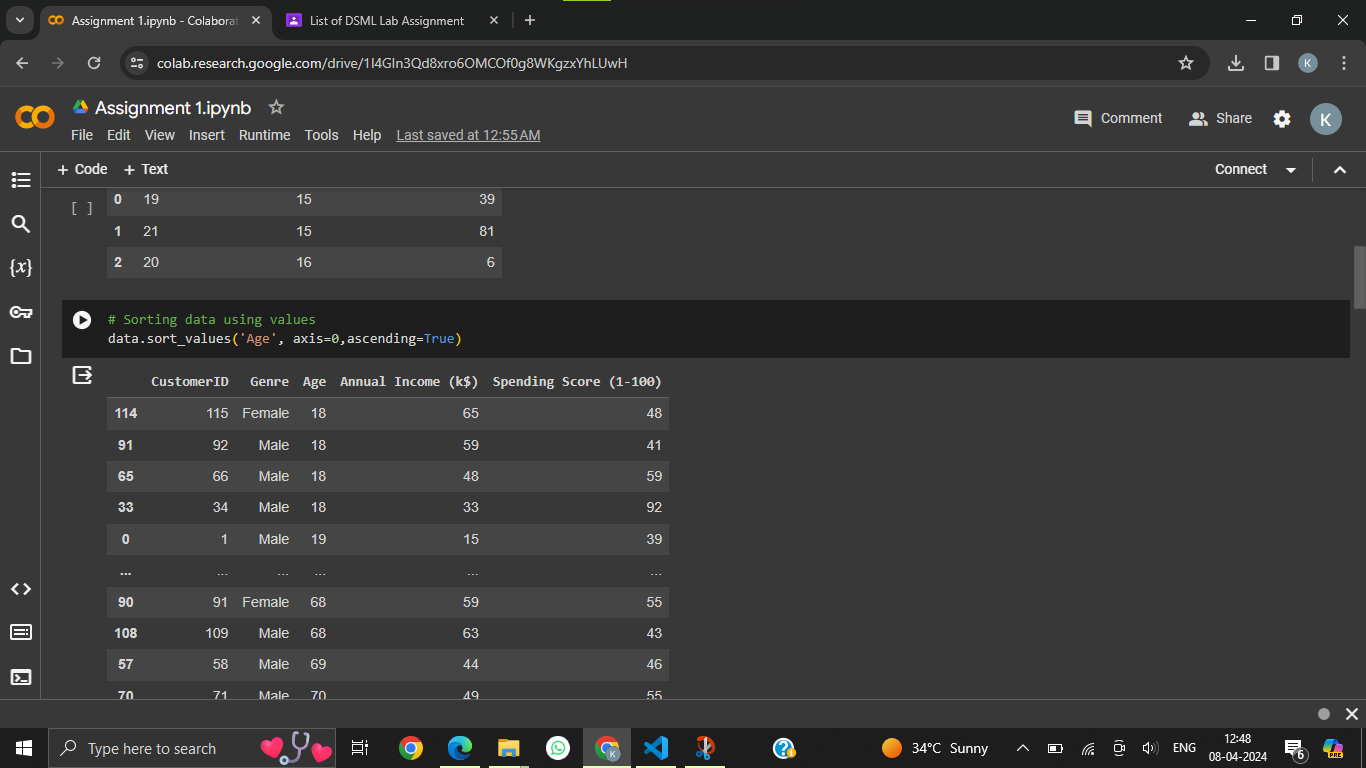 Assignment 1.ipynb - Colaborat
List of DSML Lab Assignment
colab.research.google.com/drive/1I4GIn3Qd8xro6OMCOf0g8WKgzxYhLUwH
K
Assignment 1.ipynb
File Edit View Insert Runtime Tools Help Last saved at 12:55 AM
Comment Share K
+ Code + Text
Connect
[ ] 0 19 15 39
1 21 15 81
2 20 16 6
{x}
# Sorting data using values
data.sort_values('Age', axis=0,ascending=True)
CustomerID Genre Age Annual Income (k$) Spending Score (1-100)
114 115 Female 18 65 48
91 92 Male 18 59 41
65 66 Male 18 48 59
33 34 Male 18 33 92
0 1 Male 19 15 39
... ... ... ... ... ...
90 91 Female 68 59 55
108 109 Male 68 63 43
57 58 Male 69 44 46
70 71 Male 70 49 55
Type here to search
K
34°C Sunny
ENG
12:48
08-04-2024
6
PRE